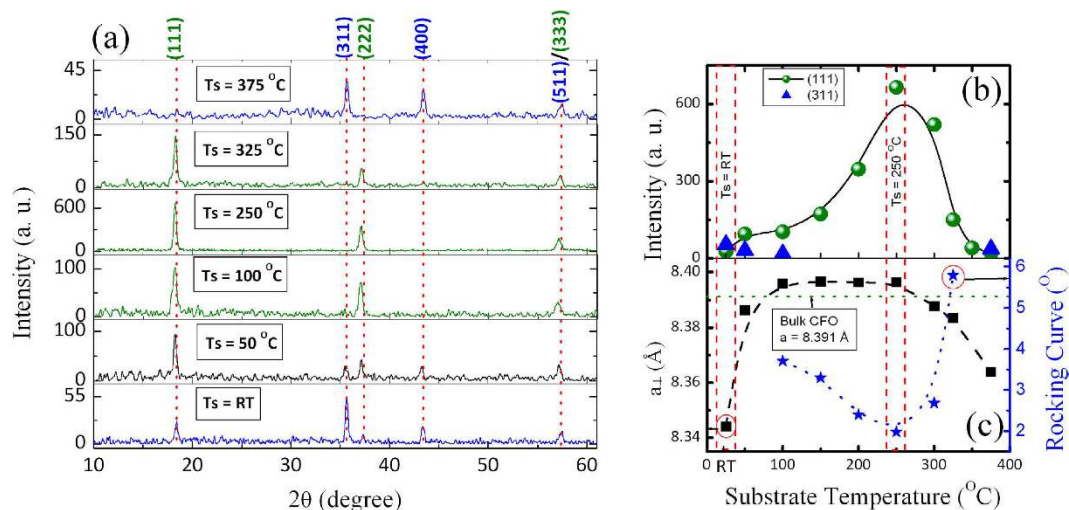 (a)
(111)
(311)
(222)
(400)
(511)/(333)
Ts = 375 °C
Ts = 325 °C
Ts = 250 °C
Ts = 100 °C
Ts = 50 °C
Ts = RT
45
0
150
0
600
0
100
0
100
0
55
0
Intensity (a. u.)
10 20 30 40 50 60
2θ (degree)
(b)
(111)
(311)
Ts = RT
Ts = 250 °C
600
300
0
Intensity (a. u.)
8.40
8.38
8.36
8.34
a⊥ (Å)
Bulk CFO
a = 8.391 Å
(c)
6
5
4
3
2
Rocking Curve (°)
0 RT 100 200 300 400
Substrate Temperature (°C)